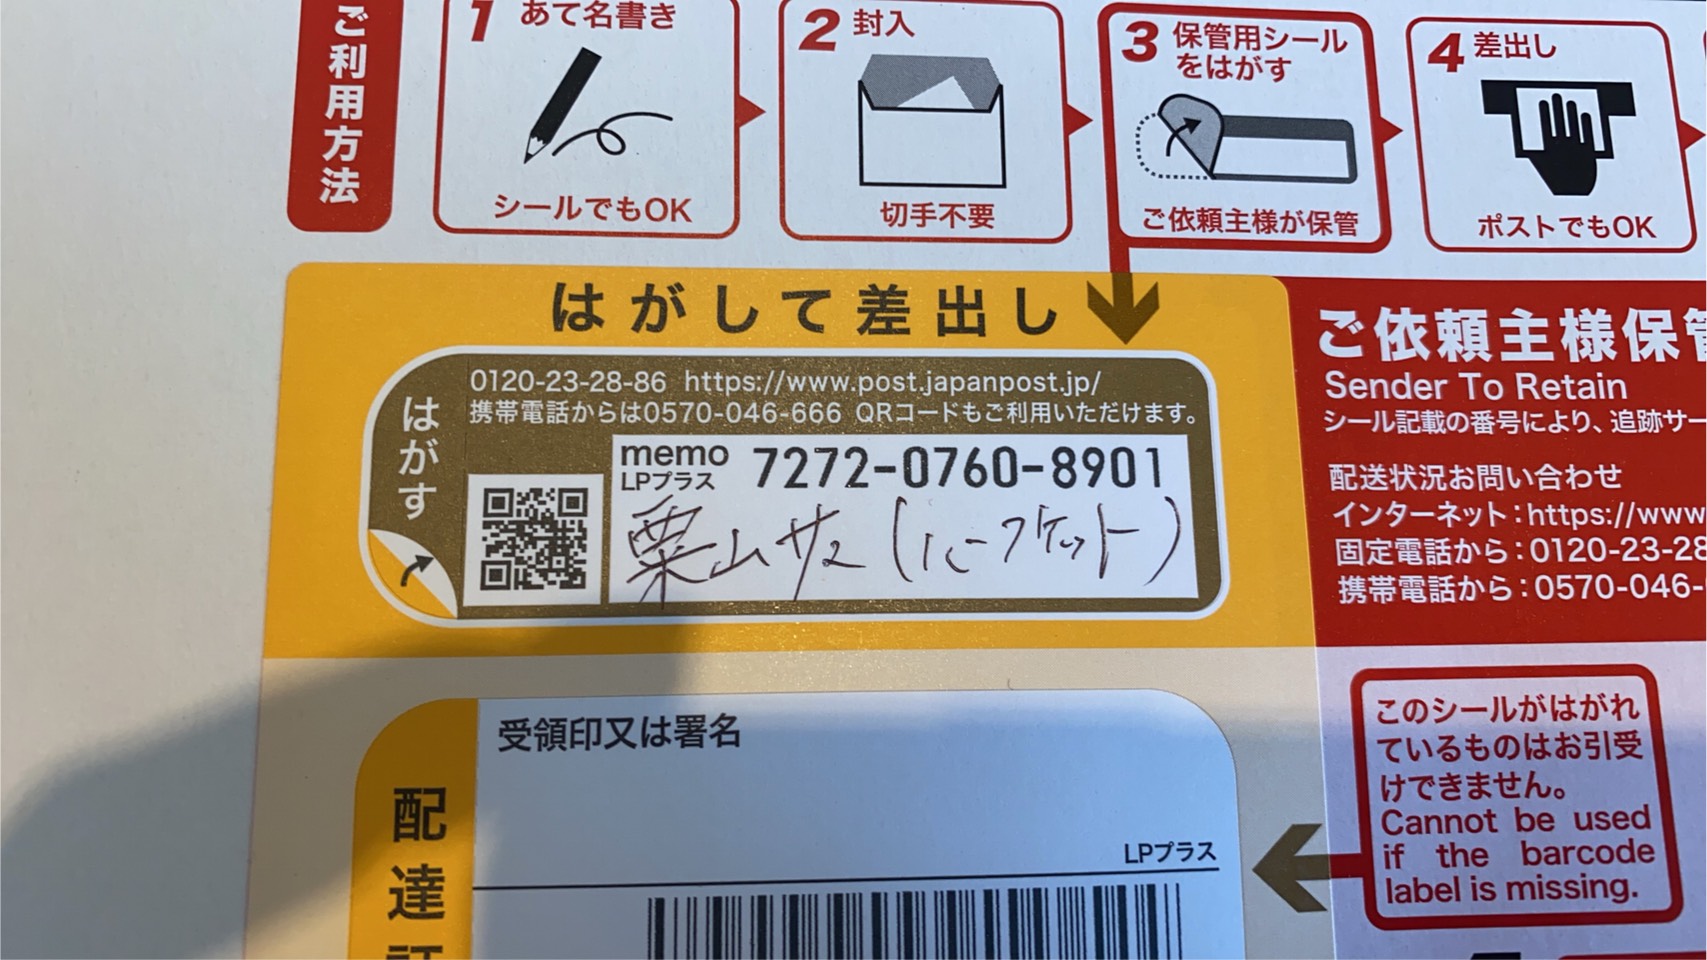 ご利用方法
1 あて名書き
シールでもOK
2 封入
切手不要
3 保管用シール
をはがす
ご依頼主様が保管
4 差出し
ポストでもOK
はがして差出し
はがす
0120-23-28-86 https://www.post.japanpost.jp/
携帯電話からは0570-046-666 QRコードもご利用いただけます。
memo
LPプラス
7272-0760-8901
栗山サマ(ハーフケット)
ご依頼主様保管
Sender To Retain
シール記載の番号により、追跡サー
配送状況お問い合わせ
インターネット:https://www
固定電話から:0120-23-28
携帯電話から:0570-046-
受領印又は署名
LPプラス
配達
このシールがはがれ
ているものはお引受
けできません。
Cannot be used
if the barcode
label is missing.